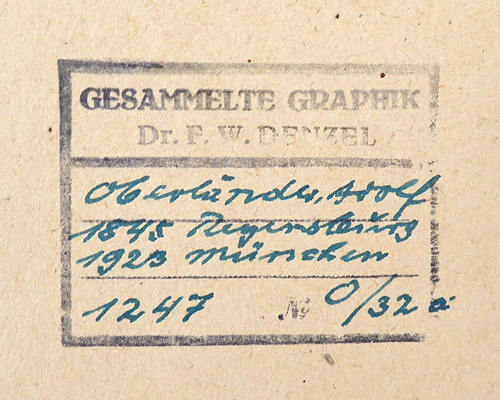 GESAMMELTE GRAPHIK
Dr. F. W. DENZEL
Oberländer, Adolf
1845 Regensburg
1923 München
1247 № O/32 a